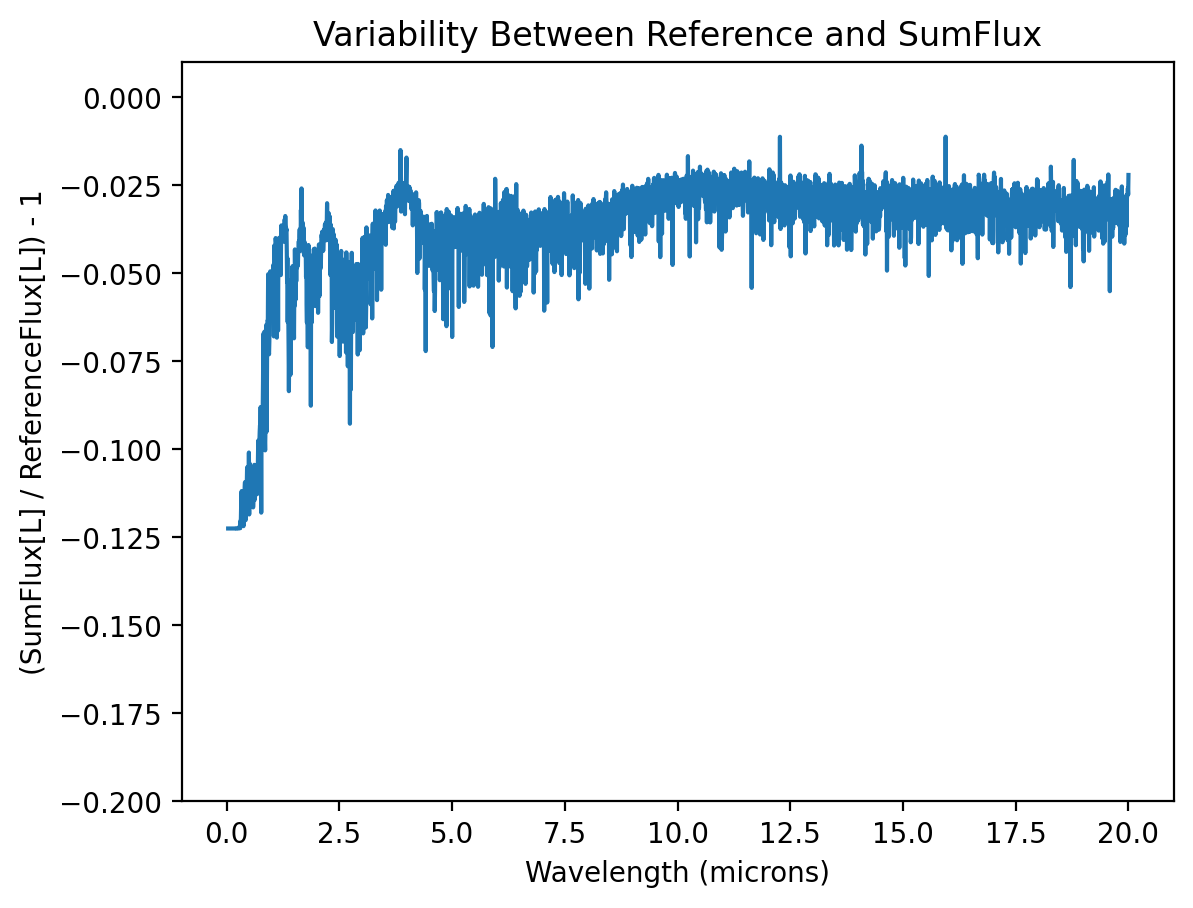 Variability Between Reference and SumFlux
(SumFlux[L] / ReferenceFlux[L]) - 1
0.000
−0.025
−0.050
−0.075
−0.100
−0.125
−0.150
−0.175
−0.200
0.0 2.5 5.0 7.5 10.0 12.5 15.0 17.5 20.0
Wavelength (microns)